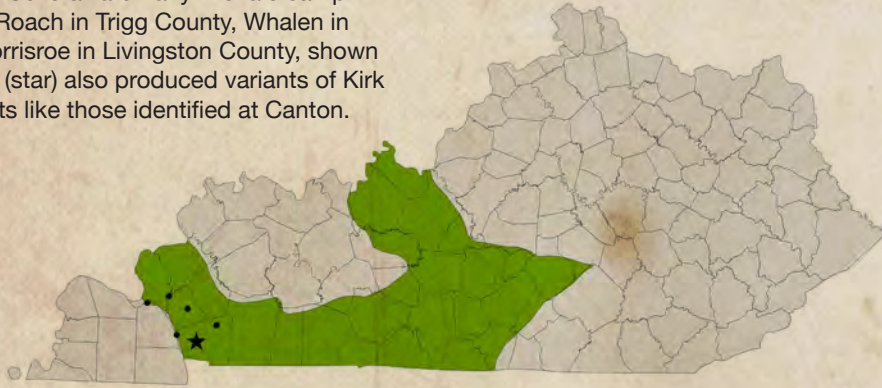 Roach in Trigg County, Whalen in
orrisroe in Livingston County, shown
(star) also produced variants of Kirk
ts like those identified at Canton.